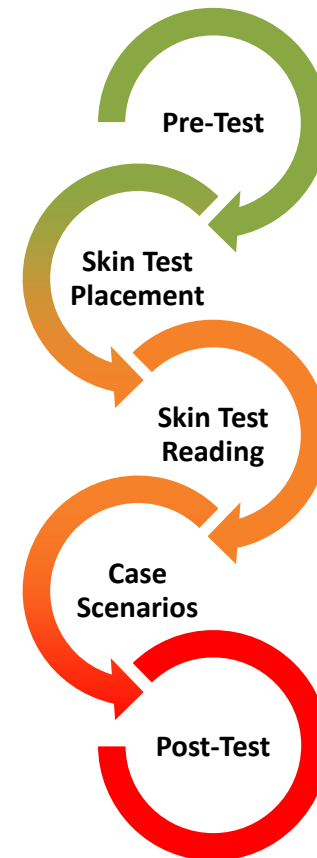 Pre-Test
Skin Test
Placement
Skin Test
Reading
Case
Scenarios
Post-Test